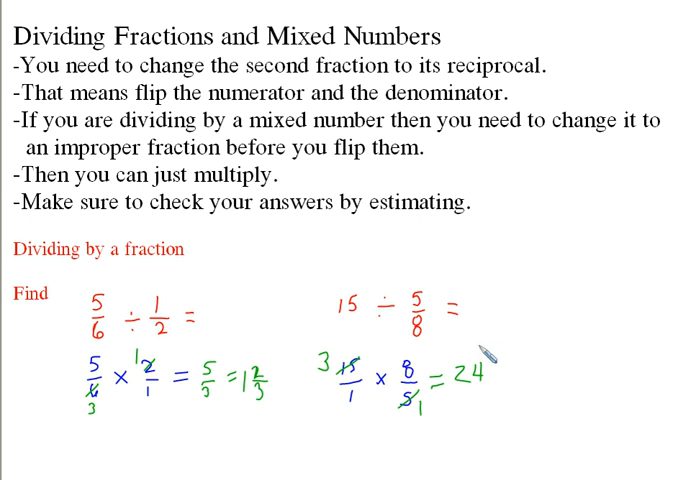 Dividing Fractions and Mixed Numbers
-You need to change the second fraction to its reciprocal.
-That means flip the numerator and the denominator.
-If you are dividing by a mixed number then you need to change it to
an improper fraction before you flip them.
-Then you can just multiply.
-Make sure to check your answers by estimating.
Dividing by a fraction
Find 5/6 ÷ 1/2 = 15 ÷ 5/8 =
5/6 3 × 1 2/1 = 5/3 = 1 2/3 3 15/1 × 8/5 1 = 24